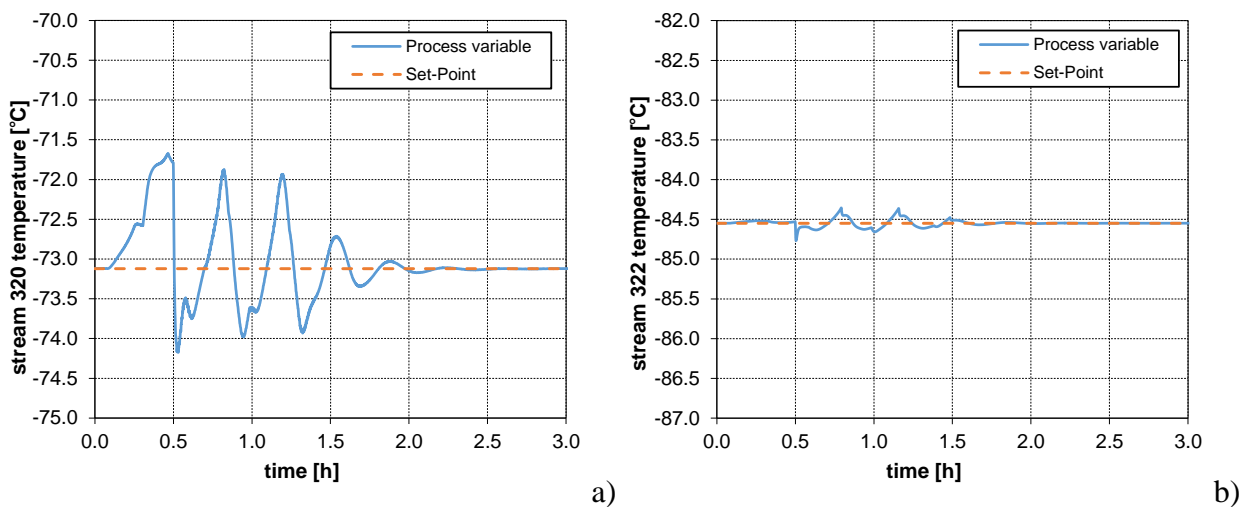 stream 320 temperature [°C]
-70.0
-70.5
-71.0
-71.5
-72.0
-72.5
-73.0
-73.5
-74.0
-74.5
-75.0
Process variable
Set-Point
0.0 0.5 1.0 1.5 2.0 2.5 3.0
time [h]
a)
stream 322 temperature [°C]
-82.0
-82.5
-83.0
-83.5
-84.0
-84.5
-85.0
-85.5
-86.0
-86.5
-87.0
Process variable
Set-Point
0.0 0.5 1.0 1.5 2.0 2.5 3.0
time [h]
b)